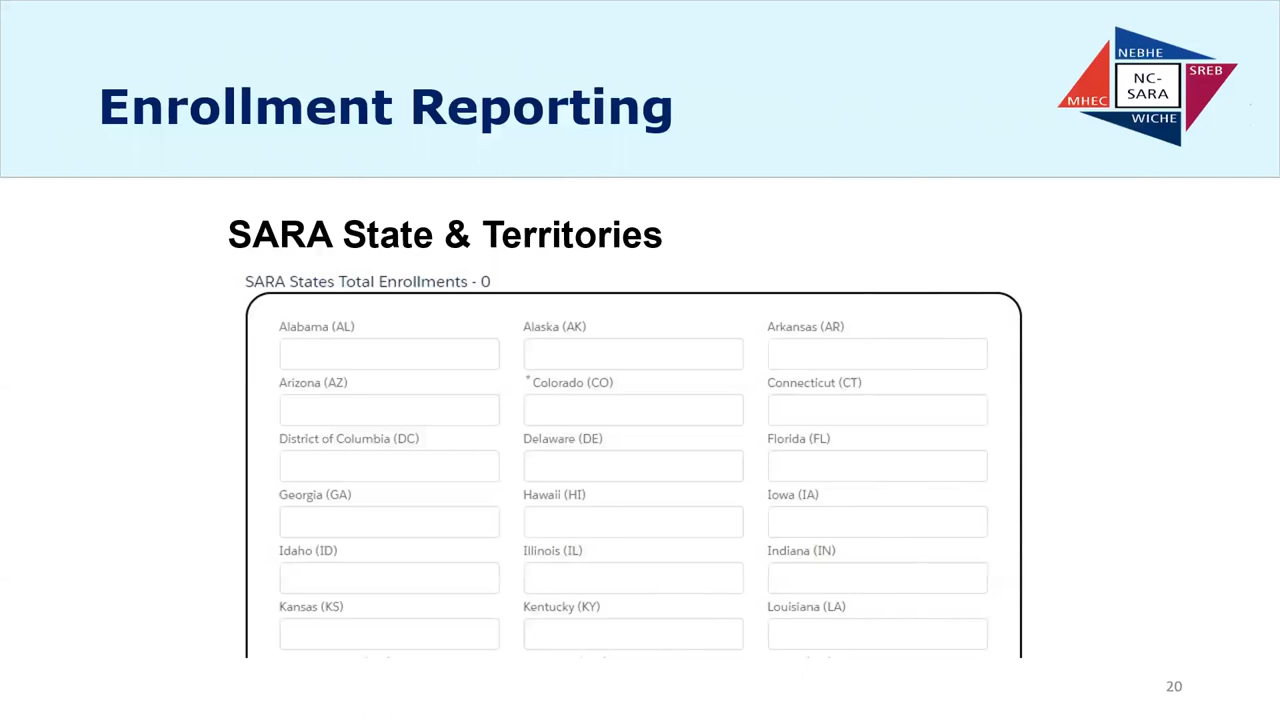 Enrollment Reporting
NEBHE
SREB
NC-
SARA
MHEC
WICHE
SARA State & Territories
SARA States Total Enrollments - 0
Alabama (AL) Alaska (AK) Arkansas (AR)
Arizona (AZ) *Colorado (CO) Connecticut (CT)
District of Columbia (DC) Delaware (DE) Florida (FL)
Georgia (GA) Hawaii (HI) Iowa (IA)
Idaho (ID) Illinois (IL) Indiana (IN)
Kansas (KS) Kentucky (KY) Louisiana (LA)
20